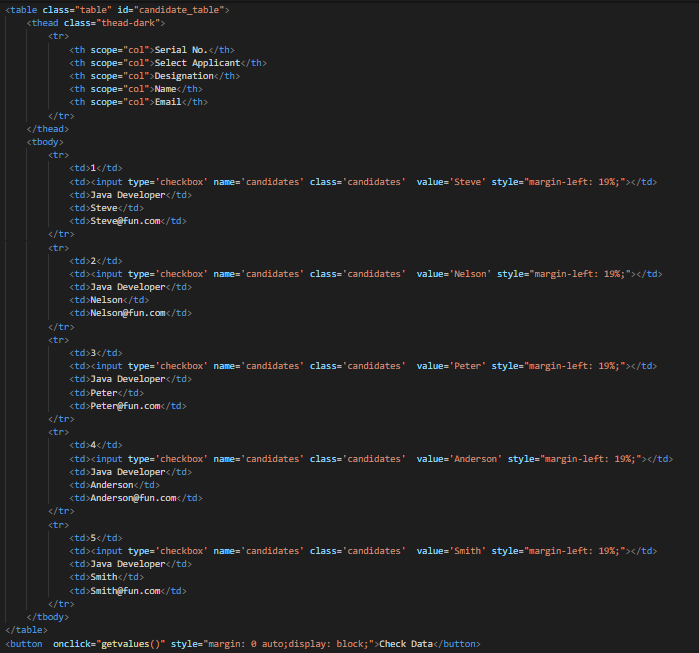 <table class="table" id="candidate_table">
<thead class="thead-dark">
<tr>
<th scope="col">Serial No.</th>
<th scope="col">Select Applicant</th>
<th scope="col">Designation</th>
<th scope="col">Name</th>
<th scope="col">Email</th>
</tr>
</thead>
<tbody>
<tr>
<td>1</td>
<td><input type='checkbox' name='candidates' class='candidates'  value='Steve' style="margin-left: 19%;"></td>
<td>Java Developer</td>
<td>Steve</td>
<td>Steve@fun.com</td>
</tr>
<tr>
<td>2</td>
<td><input type='checkbox' name='candidates' class='candidates'  value='Nelson' style="margin-left: 19%;"></td>
<td>Java Developer</td>
<td>Nelson</td>
<td>Nelson@fun.com</td>
</tr>
<tr>
<td>3</td>
<td><input type='checkbox' name='candidates' class='candidates'  value='Peter' style="margin-left: 19%;"></td>
<td>Java Developer</td>
<td>Peter</td>
<td>Peter@fun.com</td>
</tr>
<tr>
<td>4</td>
<td><input type='checkbox' name='candidates' class='candidates'  value='Anderson' style="margin-left: 19%;"></td>
<td>Java Developer</td>
<td>Anderson</td>
<td>Anderson@fun.com</td>
</tr>
<tr>
<td>5</td>
<td><input type='checkbox' name='candidates' class='candidates'  value='Smith' style="margin-left: 19%;"></td>
<td>Java Developer</td>
<td>Smith</td>
<td>Smith@fun.com</td>
</tr>
</tbody>
</table>
<button  onclick="getvalues()" style="margin: 0 auto;display: block;">Check Data</button>